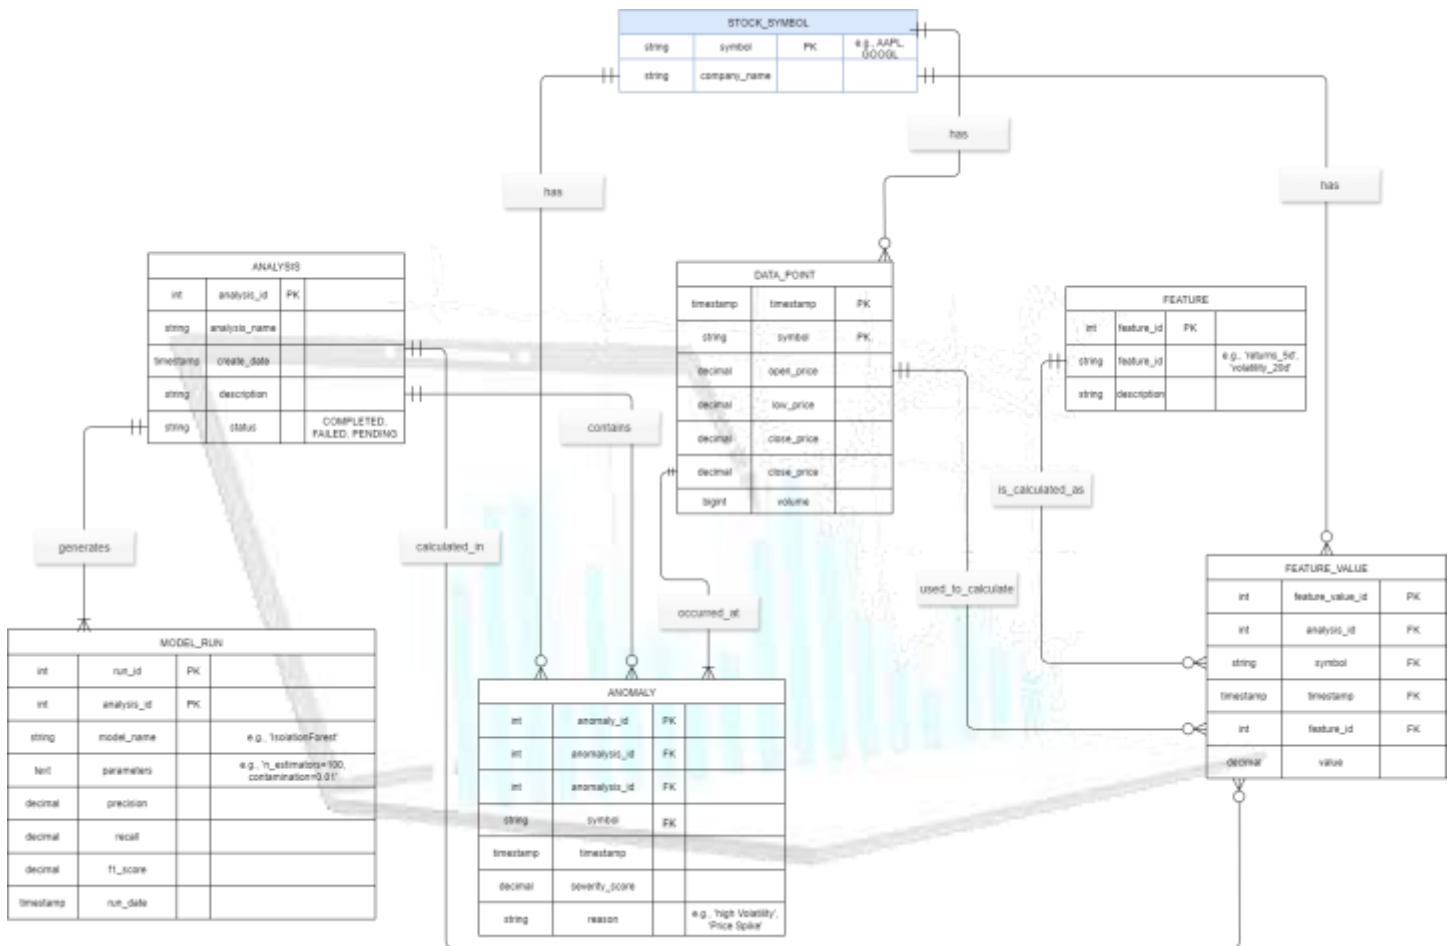 STOCK_SYMBOL
string symbol PK e.g., AAPL,
GOOGL
string company_name
has
has
has
ANALYSIS
int analysis_id PK
string analysis_name
timestamp create_date
string description
string status COMPLETED,
FAILED, PENDING
DATA_POINT
timestamp timestamp PK
string symbol PK
decimal open_price
decimal low_price
decimal close_price
decimal close_price
bigint volume
FEATURE
int feature_id PK
string feature_id e.g., 'returns_5d',
'volatility_20d'
string description
contains
is_calculated_as
generates
calculated_in
used_to_calculate
occurred_at
FEATURE_VALUE
int feature_value_id PK
int analysis_id FK
string symbol FK
timestamp timestamp FK
int feature_id FK
decimal value
MODEL_RUN
int run_id PK
int analysis_id PK
string model_name e.g., 'IsolationForest'
text parameters e.g., 'n_estimators=100,
contamination=0.01'
decimal precision
decimal recall
decimal f1_score
timestamp run_date
ANOMALY
int anomaly_id PK
int anomalysis_id FK
int anomalysis_id FK
string symbol FK
timestamp timestamp
decimal severity_score
string reason e.g., 'high Volatility',
'Price Spike'